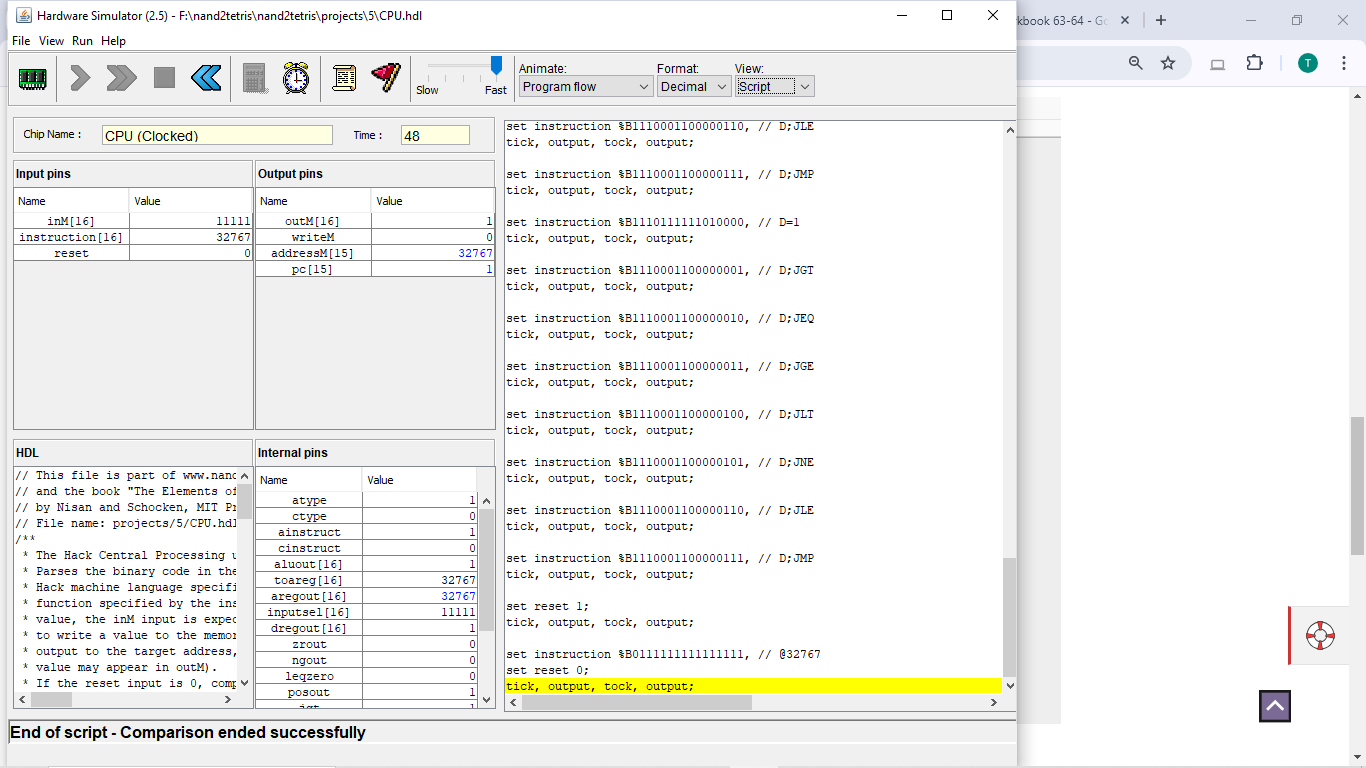 Hardware Simulator (2.5) - F:\nand2tetris\nand2tetris\projects\5\CPU.hdl
kbook 63-64 - Go
File View Run Help
Slow
Fast
Animate:
Program flow
Format:
Decimal
View:
Script
T
Chip Name :
CPU (Clocked)
Time :
48
Input pins
Name Value
inM[16] 11111
instruction[16] 32767
reset 0
Output pins
Name Value
outM[16] 1
writeM 0
addressM[15] 32767
pc[15] 1
HDL
// This file is part of www.nand
// and the book "The Elements of
// by Nisan and Schocken, MIT Pr
// File name: projects/5/CPU.hdl
/**
* The Hack Central Processing u
* Parses the binary code in the
* Hack machine language specifi
* function specified by the ins
* value, the inM input is expec
* to write a value to the memor
* output to the target address,
* value may appear in outM).
* If the reset input is 0, comp
Internal pins
Name Value
atype 1
ctype 0
ainstruct 1
cinstruct 0
aluout[16] 1
toareg[16] 32767
aregout[16] 32767
inputsel[16] 11111
dregout[16] 1
zrout 0
ngout 0
leqzero 0
posout 1
set instruction %B1110001100000110, // D;JLE
tick, output, tock, output;
set instruction %B1110001100000111, // D;JMP
tick, output, tock, output;
set instruction %B1110111111010000, // D=1
tick, output, tock, output;
set instruction %B1110001100000001, // D;JGT
tick, output, tock, output;
set instruction %B1110001100000010, // D;JEQ
tick, output, tock, output;
set instruction %B1110001100000011, // D;JGE
tick, output, tock, output;
set instruction %B1110001100000100, // D;JLT
tick, output, tock, output;
set instruction %B1110001100000101, // D;JNE
tick, output, tock, output;
set instruction %B1110001100000110, // D;JLE
tick, output, tock, output;
set instruction %B1110001100000111, // D;JMP
tick, output, tock, output;
set reset 1;
tick, output, tock, output;
set instruction %B0111111111111111, // @32767
set reset 0;
tick, output, tock, output;
End of script - Comparison ended successfully